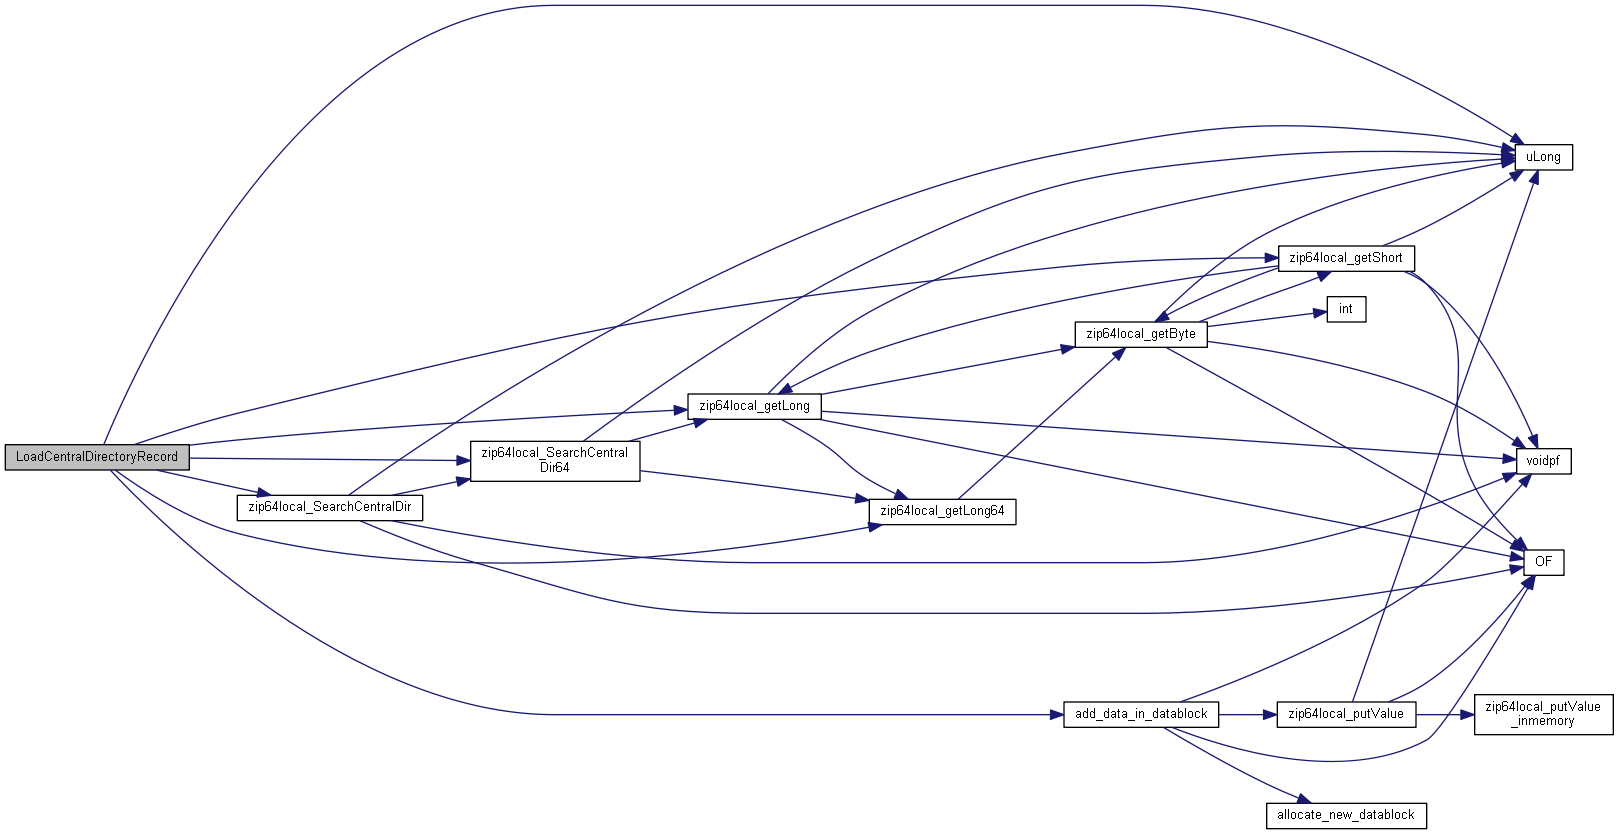 uLong
zip64local_getShort
int
zip64local_getByte
zip64local_getLong
LoadCentralDirectoryRecord
zip64local_SearchCentral
Dir64
voidpf
zip64local_SearchCentralDir
zip64local_getLong64
OF
add_data_in_datablock
zip64local_putValue
zip64local_putValue
_inmemory
allocate_new_datablock